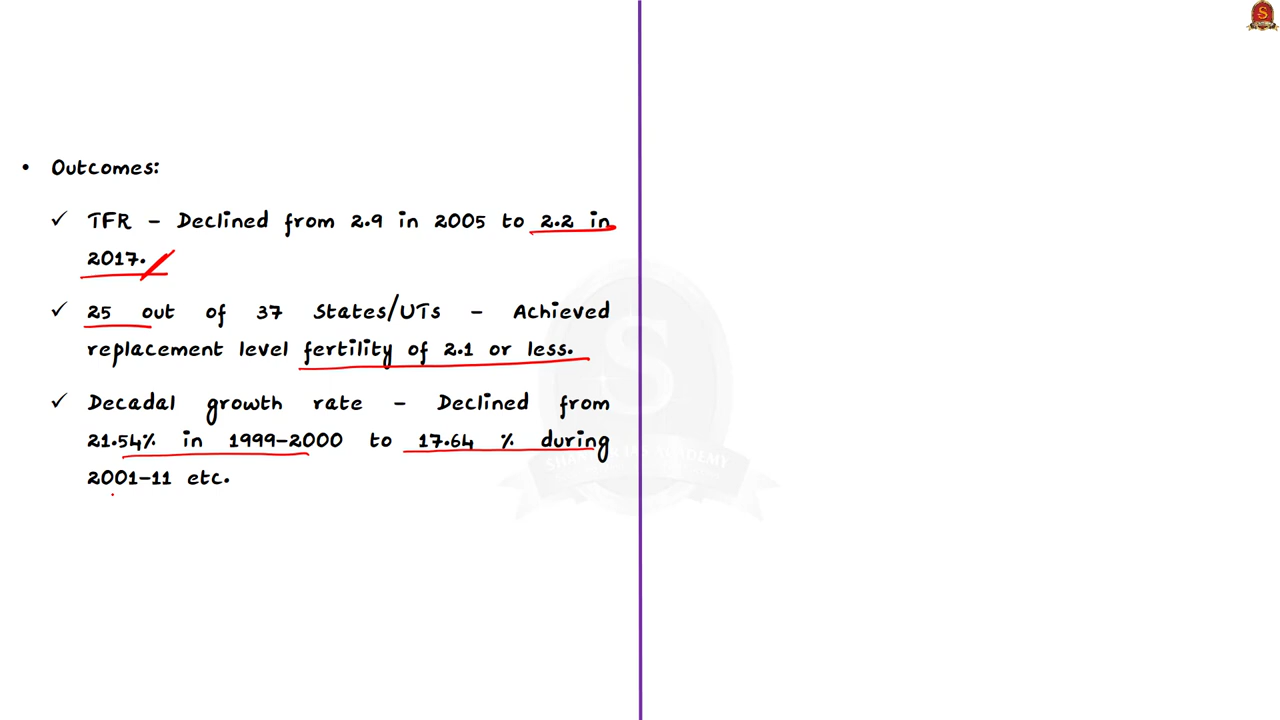 • Outcomes:
✓ TFR – Declined from 2.9 in 2005 to 2.2 in
2017.
✓ 25 out of 37 States/UTs – Achieved
replacement level fertility of 2.1 or less.
✓ Decadal growth rate – Declined from
21.54% in 1999-2000 to 17.64 % during
2001-11 etc.
S
S
ACADEMY